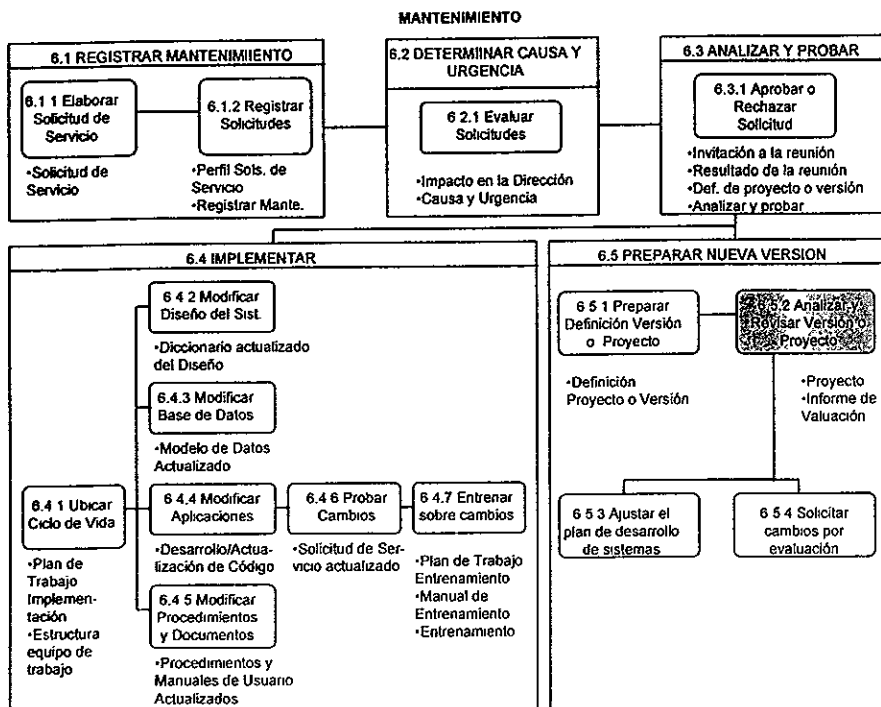 MANTENIMIENTO
6.1 REGISTRAR MANTENIMIIENTO
6.1 1 Elaborar
Solicitud de
Servicio
•Solicitud de
Servicio
6.1.2 Registrar
Solicitudes
•Perfil Sols. de
Servicio
•Registrar Mante.
6.2 DETERMIINAR CAUSA Y
URGENCIA
6 2.1 Evaluar
Solicitudes
•Impacto en la Dirección
•Causa y Urgencia
6.3 ANALIZAR Y PROBAR
6.3.1 Aprobar o
Rechazar
Solicitud
•Invitación a la reunión
•Resultado de la reunión
•Def. de proyecto o versión
•Analizar y probar
6.4 IMPLEMENTAR
6 4 2 Modificar
Diseño del Sist.
•Diccionario actualizado
del Diseño
6.4.3 Modificar
Base de Datos
•Modelo de Datos
Actualizado
6.4 1 Ubicar
Ciclo de Vida
•Plan de
Trabajo
Implemen-
tación
•Estructura
equipo de
trabajo
6.4.4 Modificar
Aplicaciones
•Desarrollo/Actua-
lización de Código
6.4 6 Probar
Cambios
•Solicitud de Ser-
vicio actualizado
6 4.7 Entrenar
sobre cambios
•Plan de Trabajo
Entrenamiento
•Manual de
Entrenamiento
•Entrenamiento
6.4 5 Modificar
Procedimientos
y Documentos
•Procedimientos y
Manuales de Usuario
Actualizados
6.5 PREPARAR NUEVA VERSION
6 5 1 Preparar
Definición Versión
o Proyecto
•Definición
Proyecto o Versión
6 5.2 Analizar y
Revisar Versión o
Proyecto
•Proyecto
•Informe de
Valuación
6 5 3 Ajustar el
plan de desarrollo
de sistemas
6 5 4 Solicitar
cambios por
evaluación